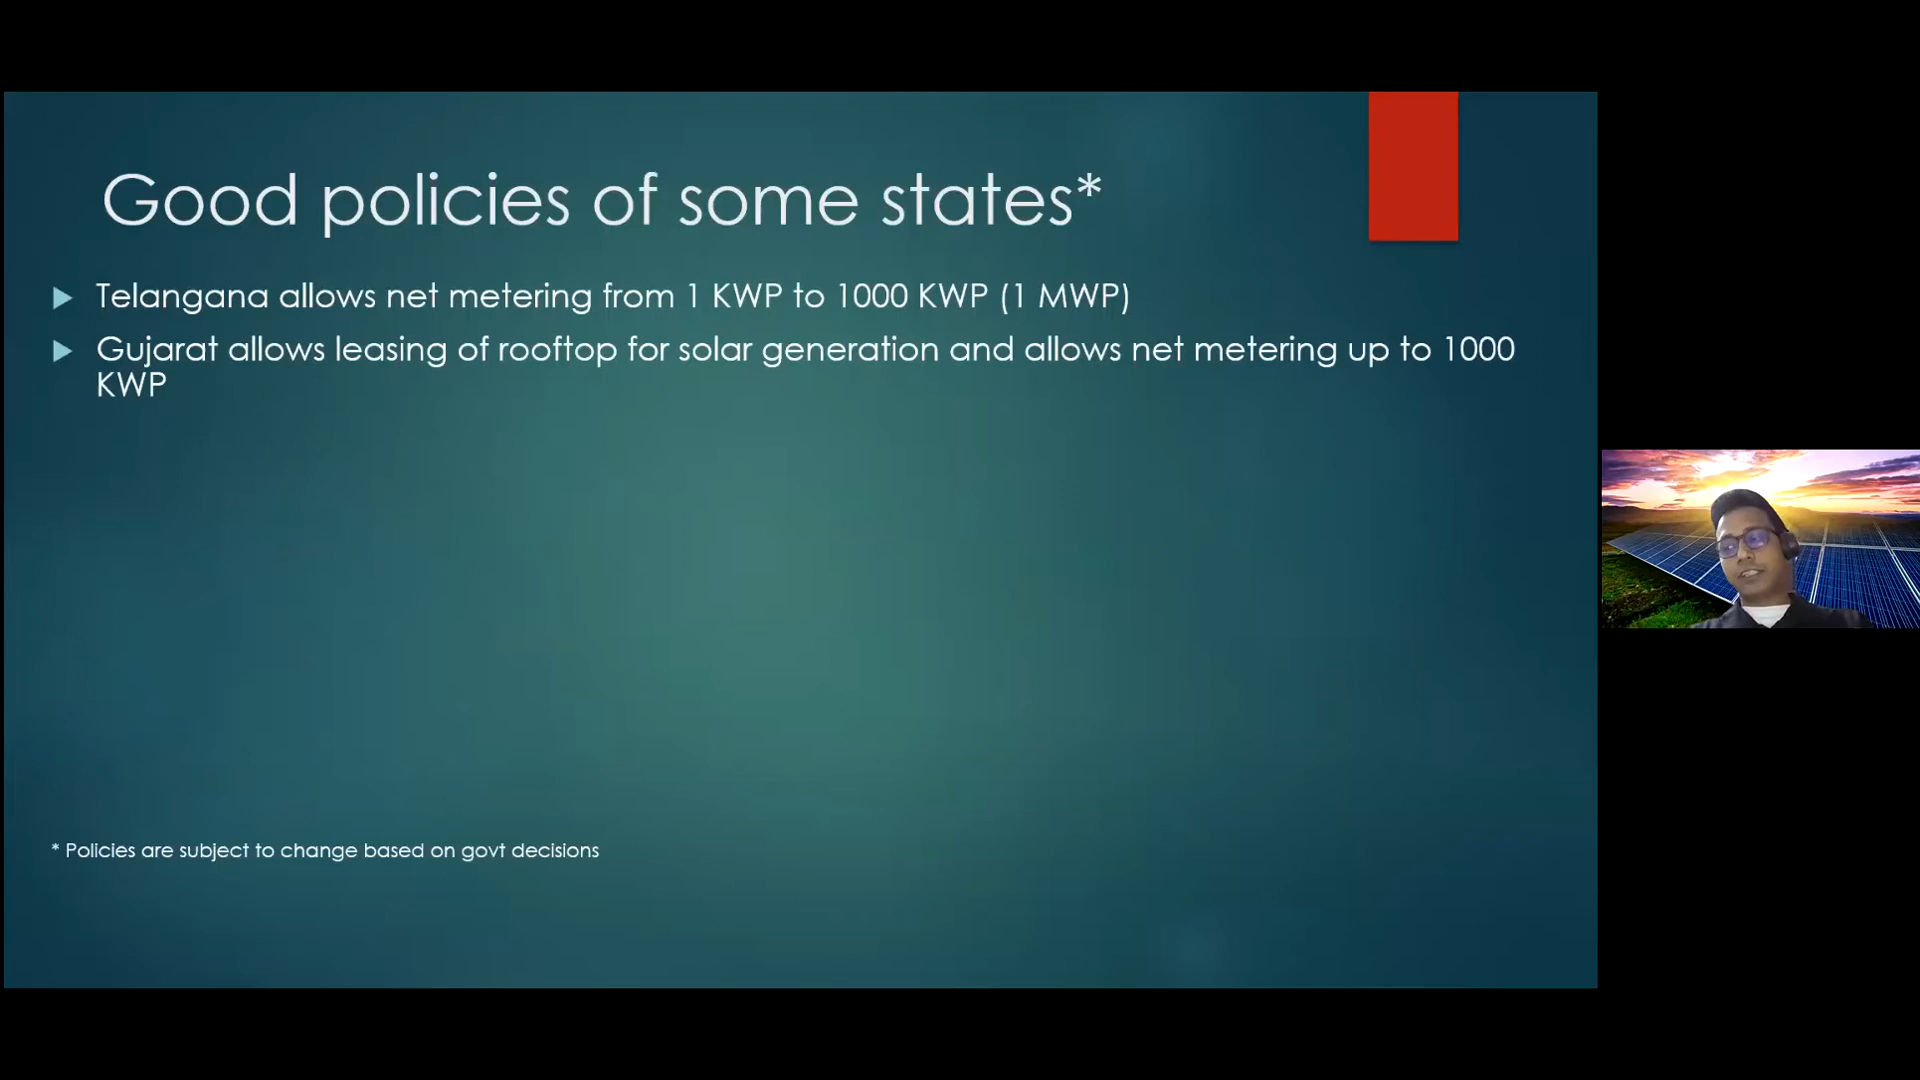 Good policies of some states*
Telangana allows net metering from 1 KWP to 1000 KWP (1 MWP)
Gujarat allows leasing of rooftop for solar generation and allows net metering up to 1000
KWP
* Policies are subject to change based on govt decisions